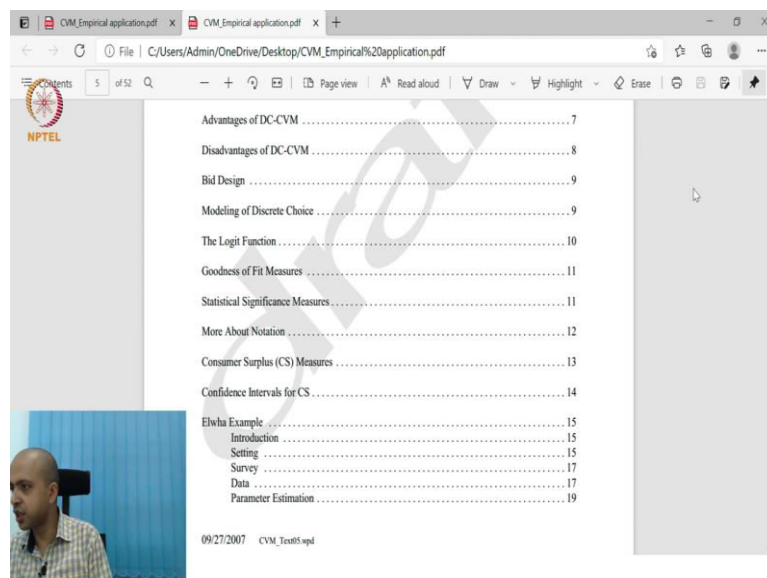 CVM_Empirical application.pdf
CVM_Empirical application.pdf
File | C:/Users/Admin/OneDrive/Desktop/CVM_Empirical%20application.pdf
Contents 5 of 52 Page view Read aloud Draw Highlight Erase
NPTEL
draft
Advantages of DC-CVM 7
Disadvantages of DC-CVM 8
Bid Design 9
Modeling of Discrete Choice 9
The Logit Function 10
Goodness of Fit Measures 11
Statistical Significance Measures 11
More About Notation 12
Consumer Surplus (CS) Measures 13
Confidence Intervals for CS 14
Elwha Example 15
Introduction 15
Setting 15
Survey 17
Data 17
Parameter Estimation 19
09/27/2007 CVM_Text05.wpd